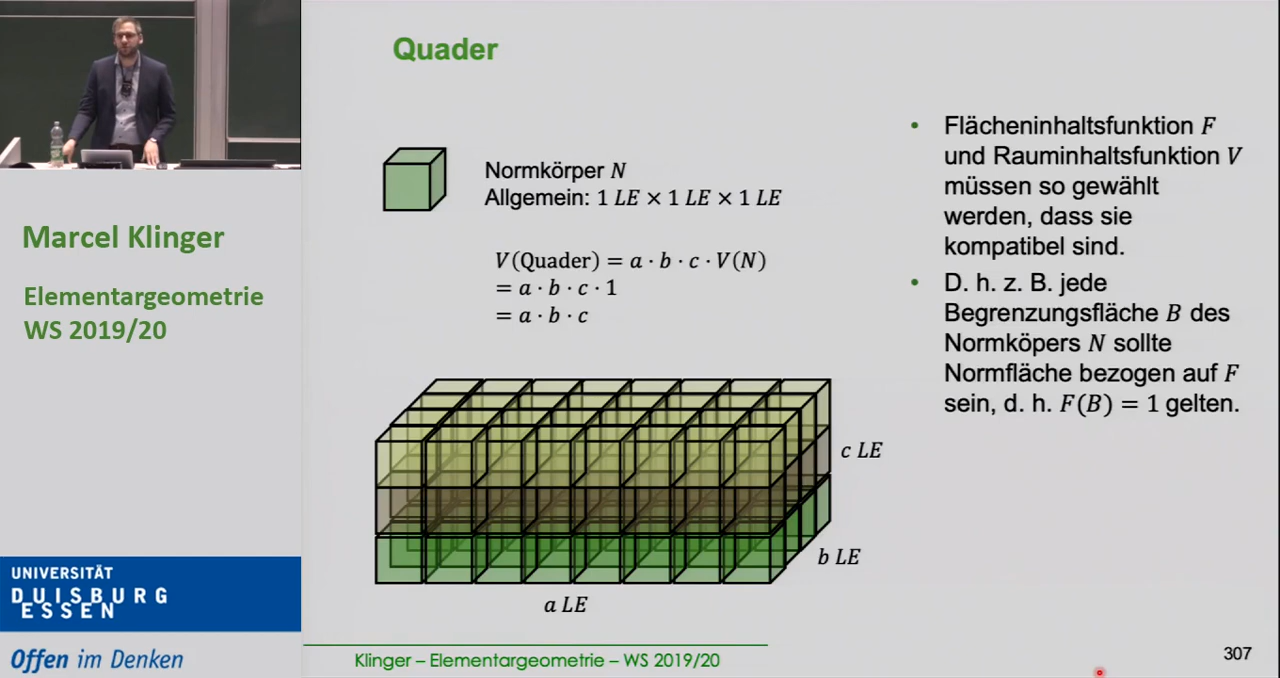 Quader
Normkörper N
Allgemein: 1 LE × 1 LE × 1 LE
V(Quader) = a · b · c · V(N)
= a · b · c · 1
= a · b · c
c LE
b LE
a LE
• Flächeninhaltsfunktion F
und Rauminhaltsfunktion V
müssen so gewählt
werden, dass sie
kompatibel sind.
• D. h. z. B. jede
Begrenzungsfläche B des
Normköpers N sollte
Normfläche bezogen auf F
sein, d. h. F(B) = 1 gelten.
Marcel Klinger
Elementargeometrie
WS 2019/20
UNIVERSITÄT
DUISBURG
ESSEN
Offen im Denken
Klinger – Elementargeometrie – WS 2019/20
307